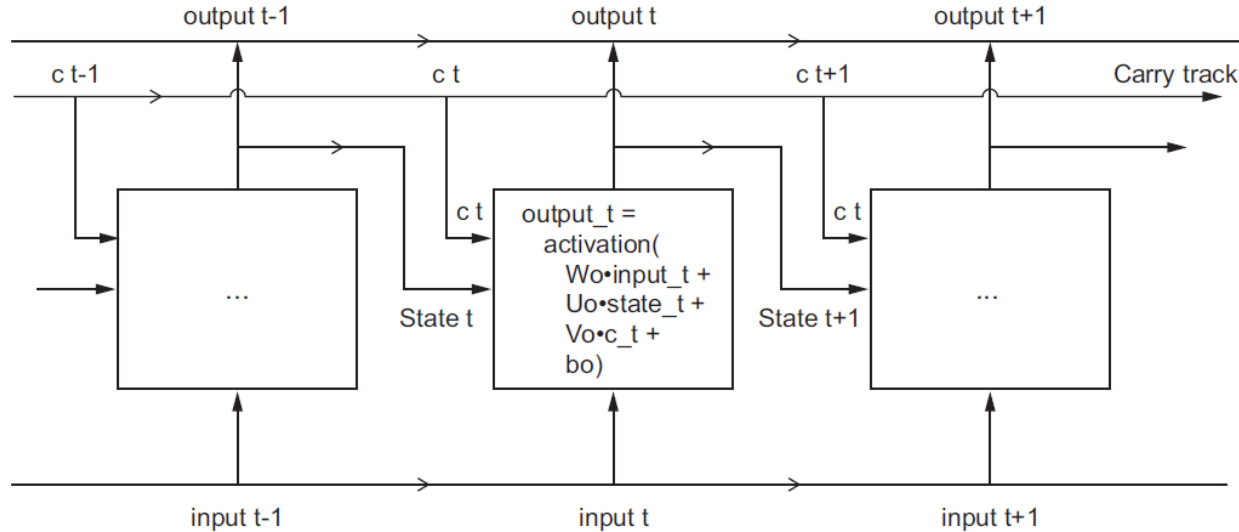 output t-1
output t
output t+1
c t-1
c t
c t+1
Carry track
c t
output_t =
activation(
Wo•input_t +
Uo•state_t +
Vo•c_t +
bo)
c t
...
...
State t
State t+1
input t-1
input t
input t+1